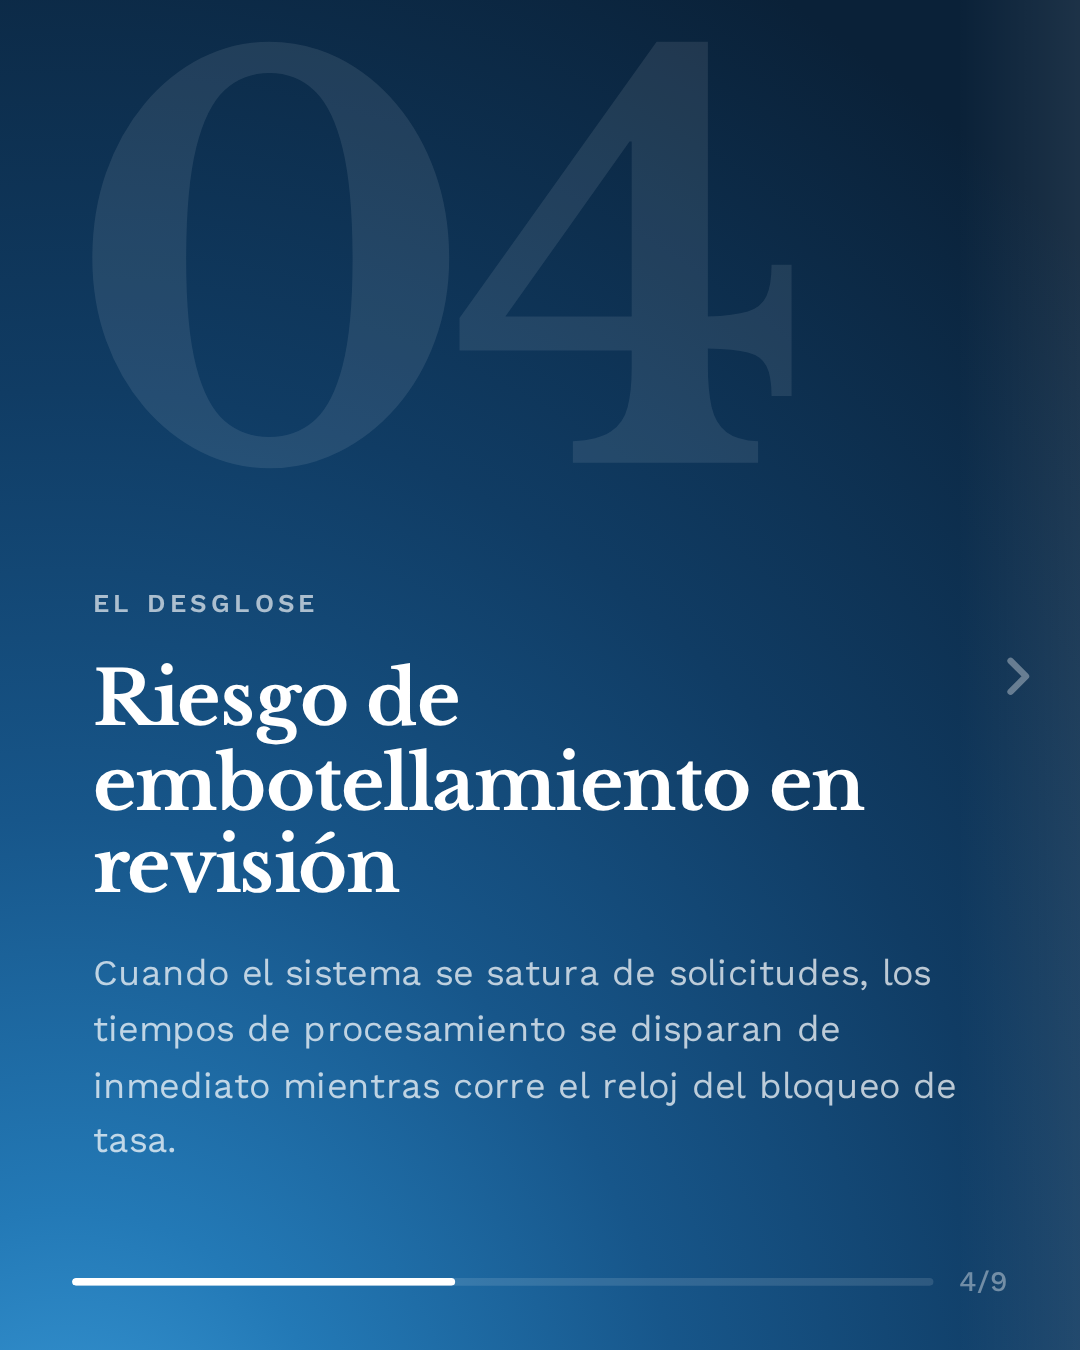 04
EL DESGLOSE
Riesgo de
embotellamiento en
revisión
Cuando el sistema se satura de solicitudes, los
tiempos de procesamiento se disparan de
inmediato mientras corre el reloj del bloqueo de
tasa.
4/9